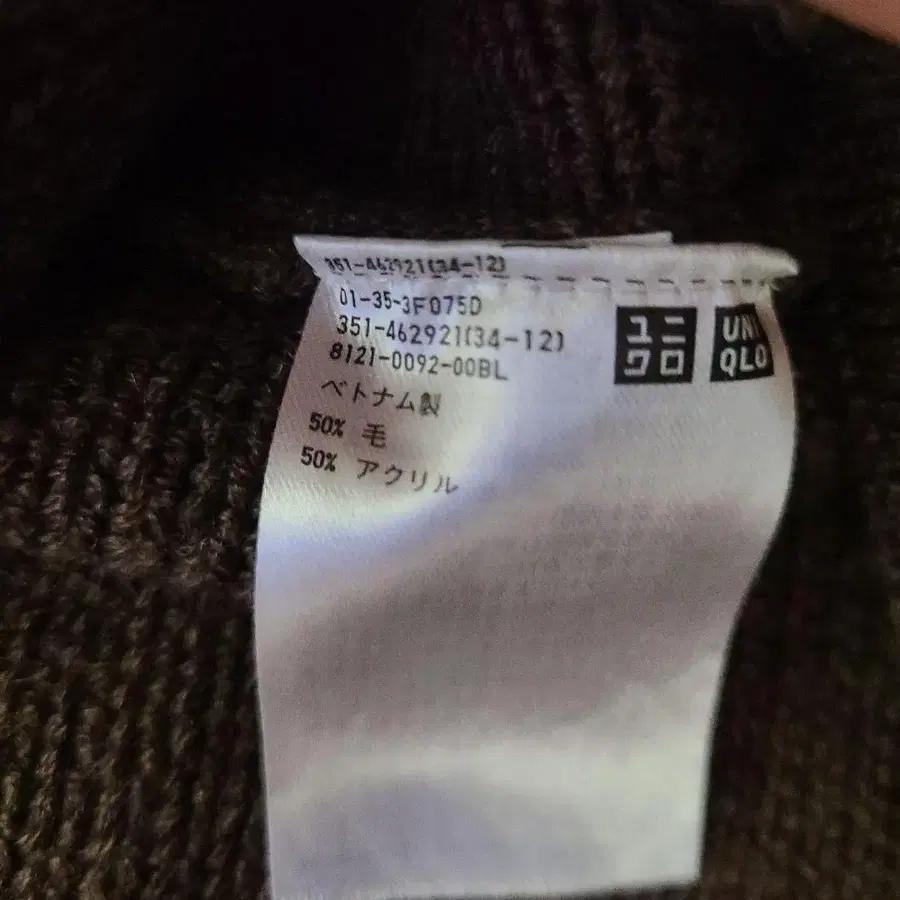 351-462921(34-12)
01-35-3F075D
351-462921(34-12)
8121-0092-00BL
ベトナム製
50% 毛
50% アクリル
ユニ
クロ
UNI
QLO